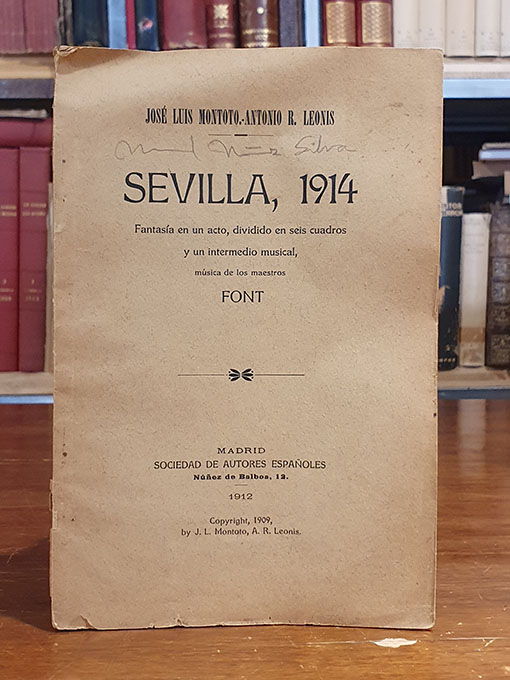 JOSÉ LUIS MONTOTO.-ANTONIO R. LEONIS
Silva
SEVILLA, 1914
Fantasía en un acto, dividido en seis cuadros
y un intermedio musical,
música de los maestros
FONT
MADRID
SOCIEDAD DE AUTORES ESPAÑOLES
Núñez de Balboa, 12.
1912
Copyright, 1909,
by J. L. Montoto, A. R. Leonis.